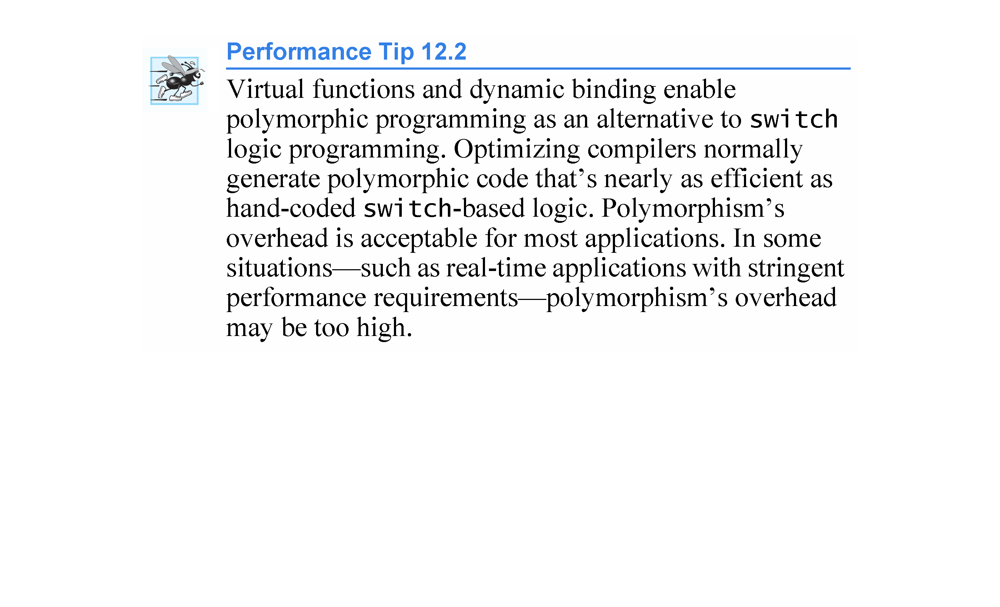 Performance Tip 12.2
Virtual functions and dynamic binding enable
polymorphic programming as an alternative to switch
logic programming. Optimizing compilers normally
generate polymorphic code that’s nearly as efficient as
hand-coded switch-based logic. Polymorphism’s
overhead is acceptable for most applications. In some
situations—such as real-time applications with stringent
performance requirements—polymorphism’s overhead
may be too high.